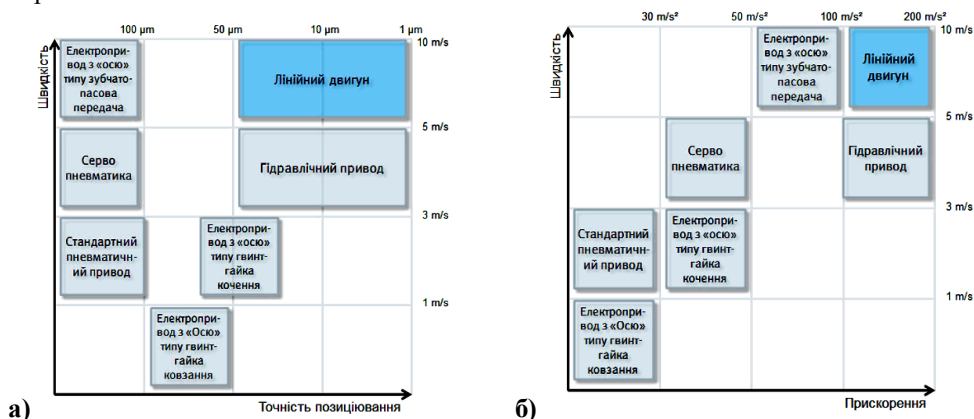 100 µm
50 µm
10 µm
1 µm
Швидкість
Електропри-
вод з «осю»
типу зубчато-
пасова
передача
Лінійний двигун
10 m/s
5 m/s
Серво
пневматика
Гідравлічний привод
3 m/s
Стандартний
пневматичн-
ний привод
Електропри-
вод з «осю»
типу гвинт-
гайка
кочення
1 m/s
Електропри-
вод з «Осю»
типу гвинт-
гайка
ковзання
Точність позиціювання
а)
30 m/s²
50 m/s²
100 m/s²
200 m/s²
Швидкість
Електропри-
вод з «осю»
типу зубчато-
пасова
передача
Лінійний
двигун
10 m/s
5 m/s
Серво
пневматика
Гідравлічний
привод
3 m/s
Стандартний
пневматичн-
ний привод
Електропри-
вод з «осю»
типу гвинт-
гайка
кочення
1 m/s
Електропри-
вод з «Осю»
типу гвинт-
гайка
ковзання
Прискорення
б)